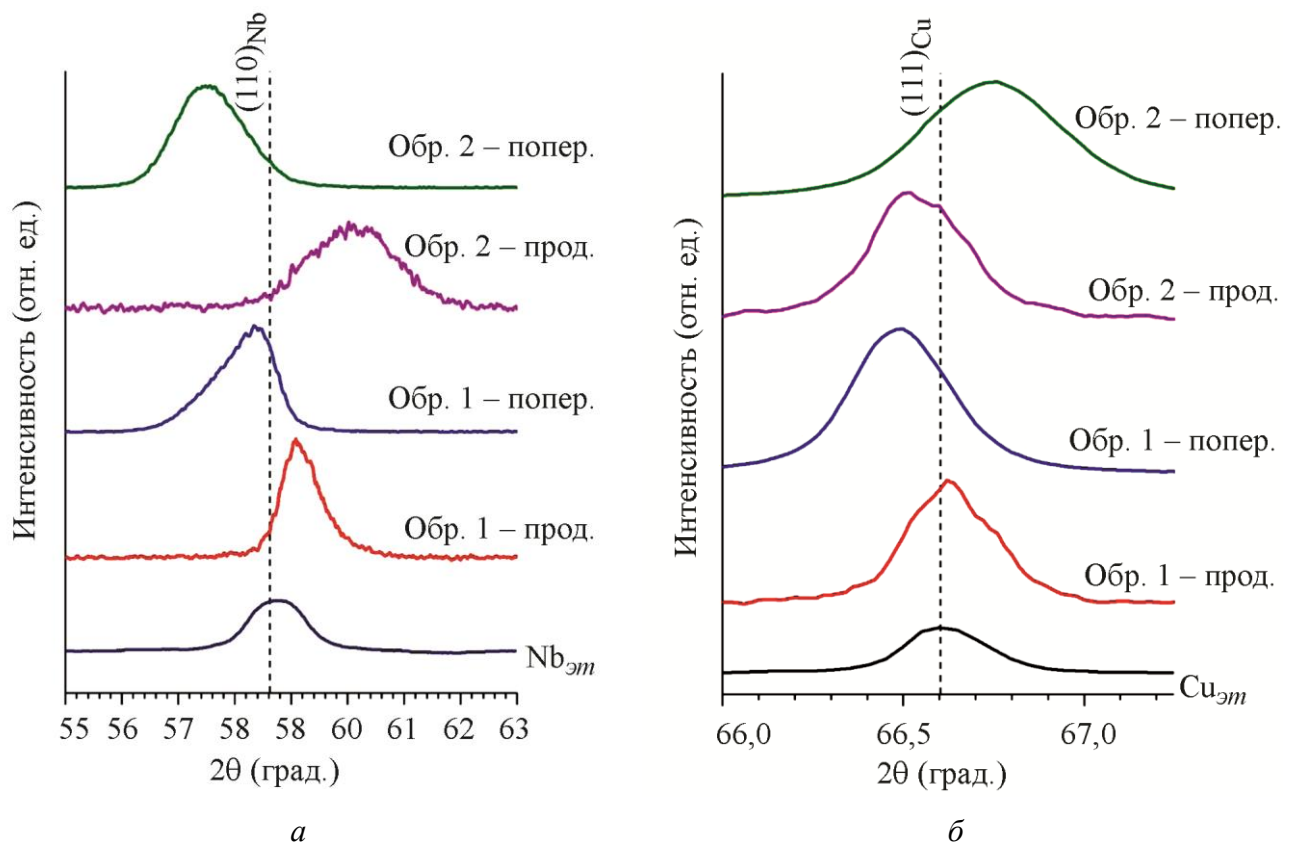 Интенсивность (отн. ед.)
(110)Nb
Обр. 2 – попер.
Обр. 2 – прод.
Обр. 1 – попер.
Обр. 1 – прод.
Nbэт
55 56 57 58 58 60 61 62 63
2θ (град.)
а
Интенсивность (отн. ед.)
(111)Cu
Обр. 2 – попер.
Обр. 2 – прод.
Обр. 1 – попер.
Обр. 1 – прод.
Cuэт
66,0 66,5 67,0
2θ (град.)
б